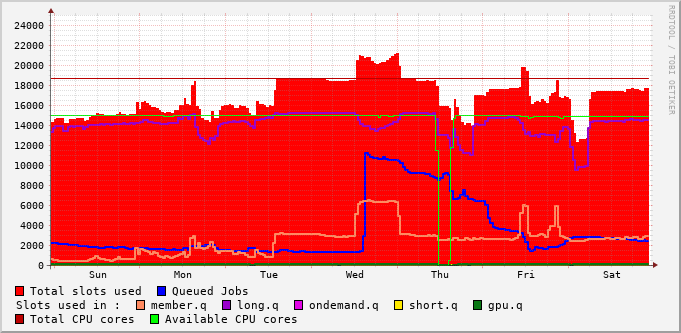 24000
22000
20000
18000
16000
14000
12000
10000
8000
6000
4000
2000
0
Sun Mon Tue Wed Thu Fri Sat
Total slots used Queued Jobs
Slots used in : member.q long.q ondemand.q short.q gpu.q
Total CPU cores Available CPU cores
RRDTOOL / TOBI OETIKER